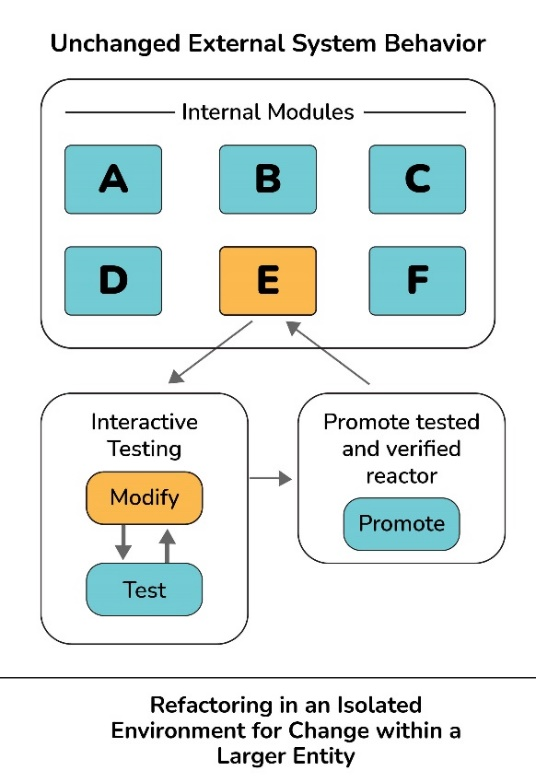 Unchanged External System Behavior
Internal Modules
A
B
C
D
E
F
Interactive
Testing
Modify
Test
Promote tested
and verified
reactor
Promote
Refactoring in an Isolated
Environment for Change within a
Larger Entity